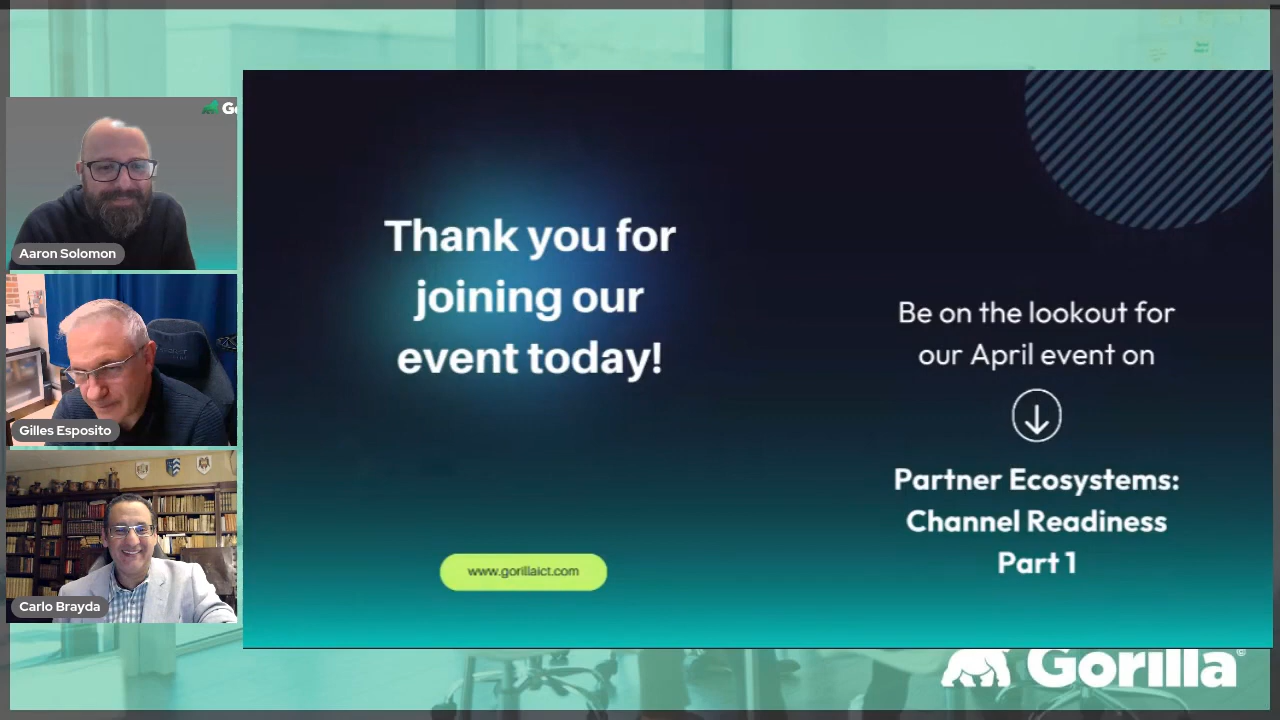 Go
Aaron Solomon
Gilles Esposito
Carlo Brayda
Thank you for
joining our
event today!
www.gorillaict.com
Be on the lookout for
our April event on
Partner Ecosystems:
Channel Readiness
Part 1
Gorilla®